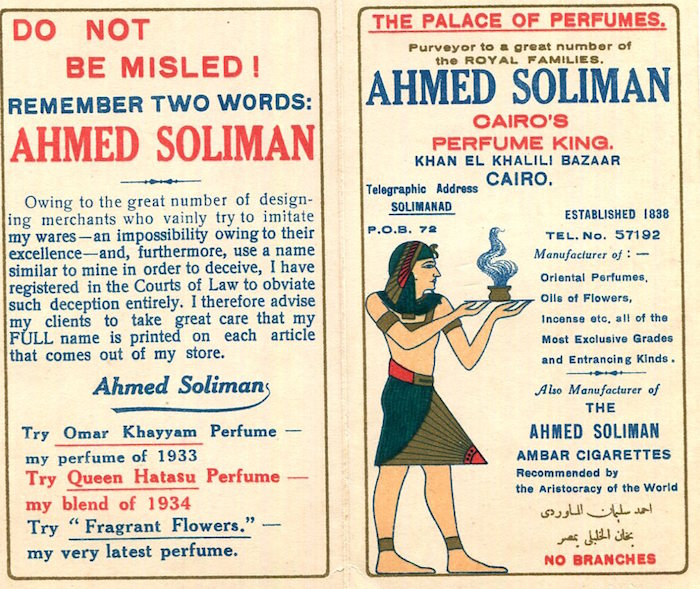 DO NOT
BE MISLED!
REMEMBER TWO WORDS:
AHMED SOLIMAN
Owing to the great number of design-
ing merchants who vainly try to imitate
my wares—an impossibility owing to their
excellence—and, furthermore, use a name
similar to mine in order to deceive, I have
registered in the Courts of Law to obviate
such deception entirely. I therefore advise
my clients to take great care that my
FULL name is printed on each article
that comes out of my store.
Ahmed Soliman
Try Omar Khayyam Perfume —
my perfume of 1933
Try Queen Hatasu Perfume —
my blend of 1934
Try "Fragrant Flowers." —
my very latest perfume.
THE PALACE OF PERFUMES.
Purveyor to a great number of
the ROYAL FAMILIES.
AHMED SOLIMAN
CAIRO'S
PERFUME KING.
KHAN EL KHALILI BAZAAR
CAIRO.
Telegraphic Address
SOLIMANAD
P.O.B. 72
ESTABLISHED 1838
TEL. No. 57192
Manufacturer of : —
Oriental Perfumes,
Oils of Flowers,
Incense etc. all of the
Most Exclusive Grades
and Entrancing Kinds.
Also Manufacturer of
THE
AHMED SOLIMAN
AMBAR CIGARETTES
Recommended by
the Aristocracy of the World
احمد سليمان الماوردى
بخان الخليلى بمصر
NO BRANCHES